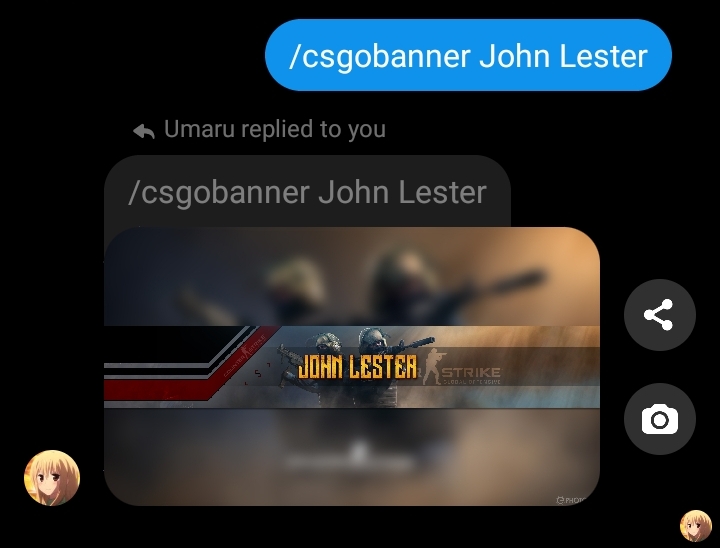 /csgobanner John Lester
Umaru replied to you
/csgobanner John Lester
JOHN LESTER
STRIKE